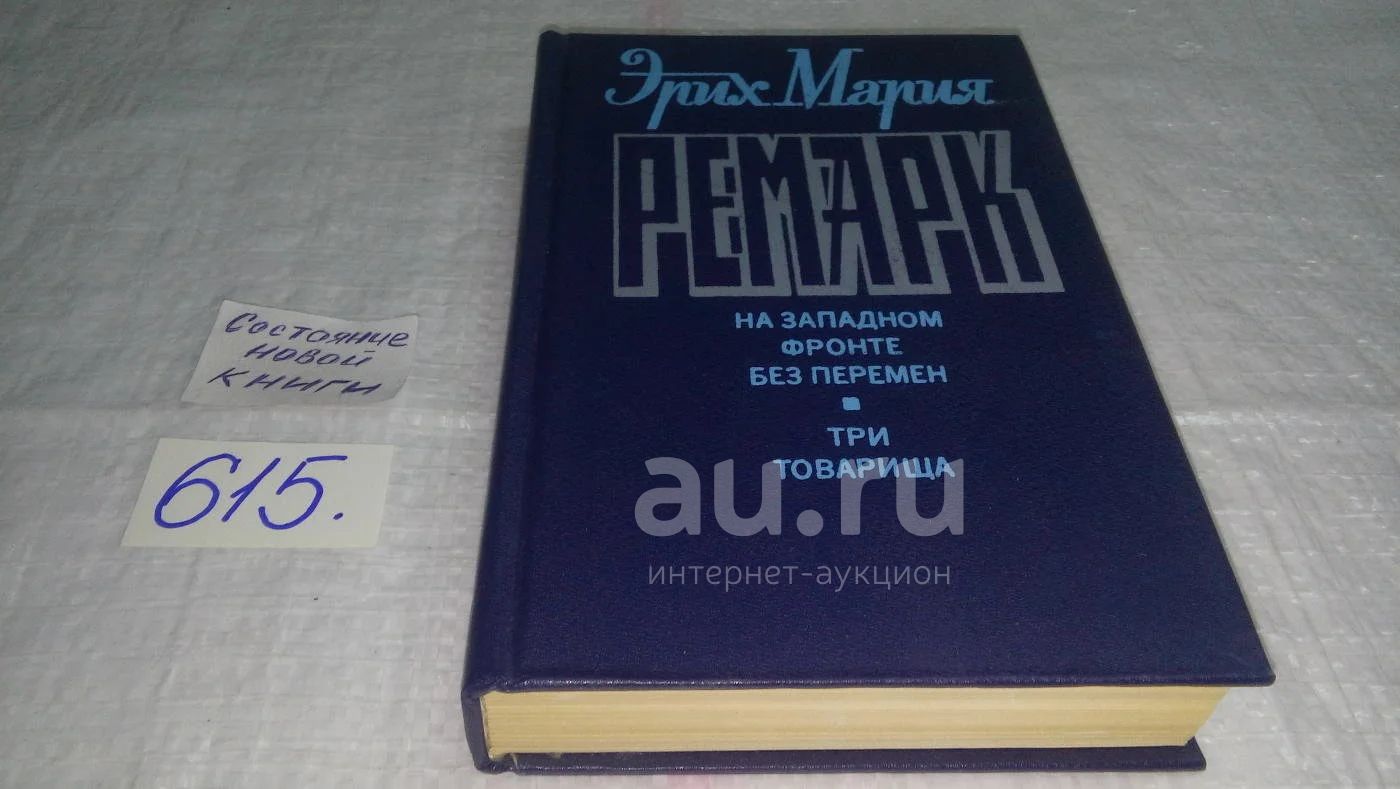 Эрих Мария
РЕМАРК
НА ЗАПАДНОМ
ФРОНТЕ
БЕЗ ПЕРЕМЕН
ТРИ
ТОВАРИЩА
au.ru
интернет-аукцион
Состояние
новой
книги
615.